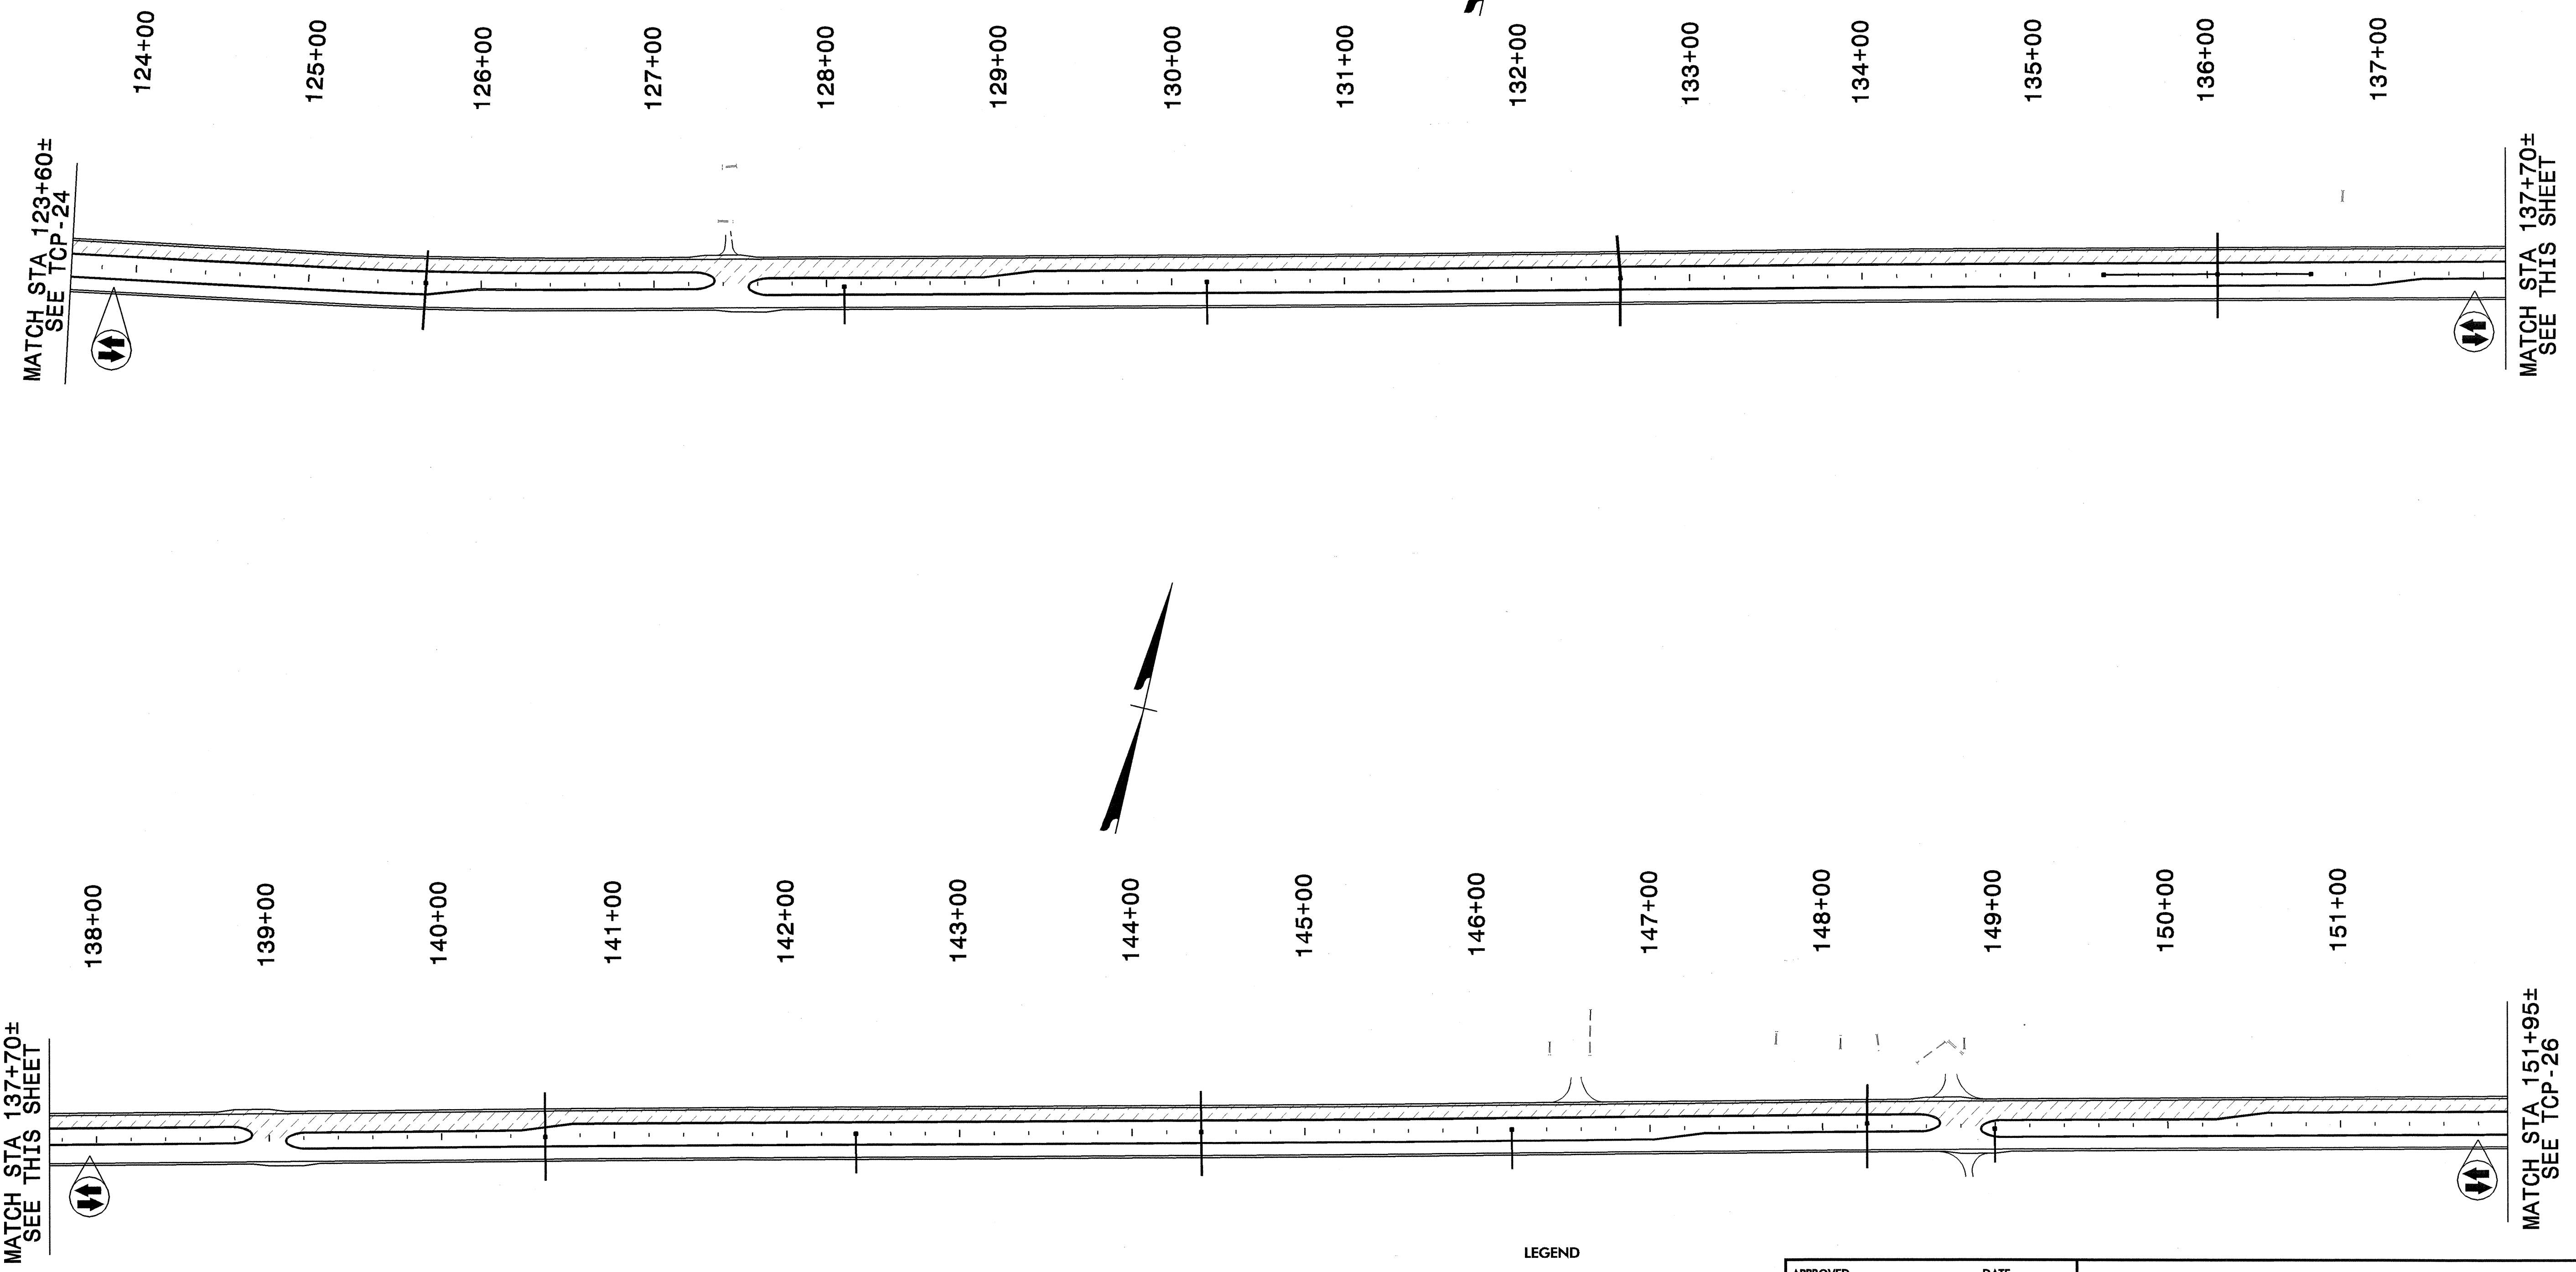 124+00
125+00
126+00
127+00
128+00
129+00
130+00
131+00
132+00
133+00
134+00
135+00
136+00
137+00
MATCH STA 123+60±
SEE TCP-24
MATCH STA 137+70±
SEE THIS SHEET
138+00
139+00
140+00
141+00
142+00
143+00
144+00
145+00
146+00
147+00
148+00
149+00
150+00
151+00
MATCH STA 137+70±
SEE THIS SHEET
MATCH STA 151+95±
SEE TCP-26
LEGEND
APPROVED
DATE